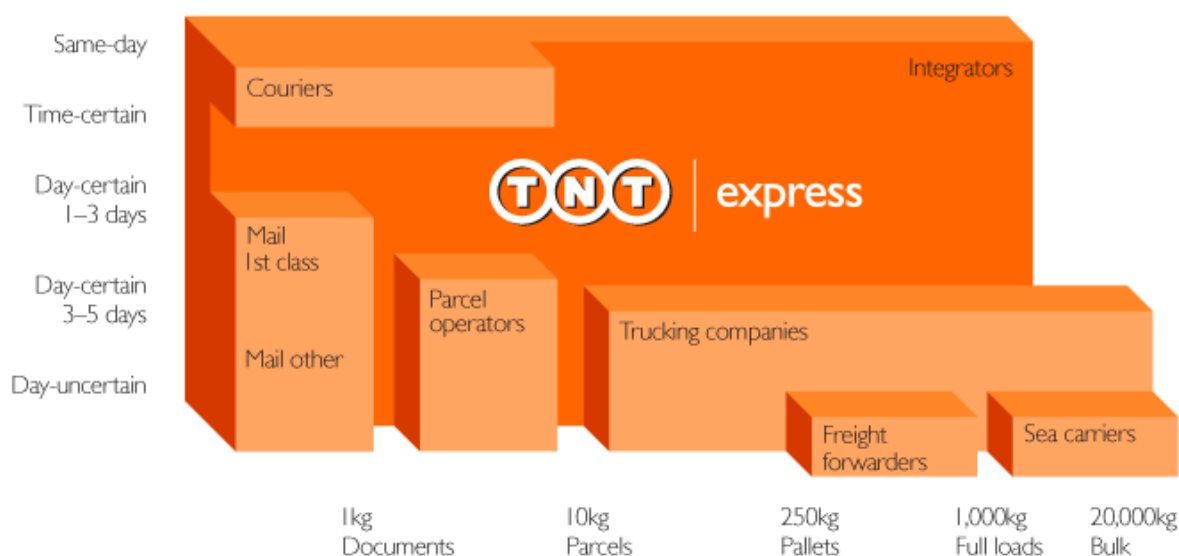 Same-day
Time-certain
Day-certain
1–3 days
Day-certain
3–5 days
Day-uncertain
Integrators
Couriers
TNT express
Mail
1st class
Mail other
Parcel
operators
Trucking companies
Freight
forwarders
Sea carriers
1kg
Documents
10kg
Parcels
250kg
Pallets
1,000kg
Full loads
20,000kg
Bulk